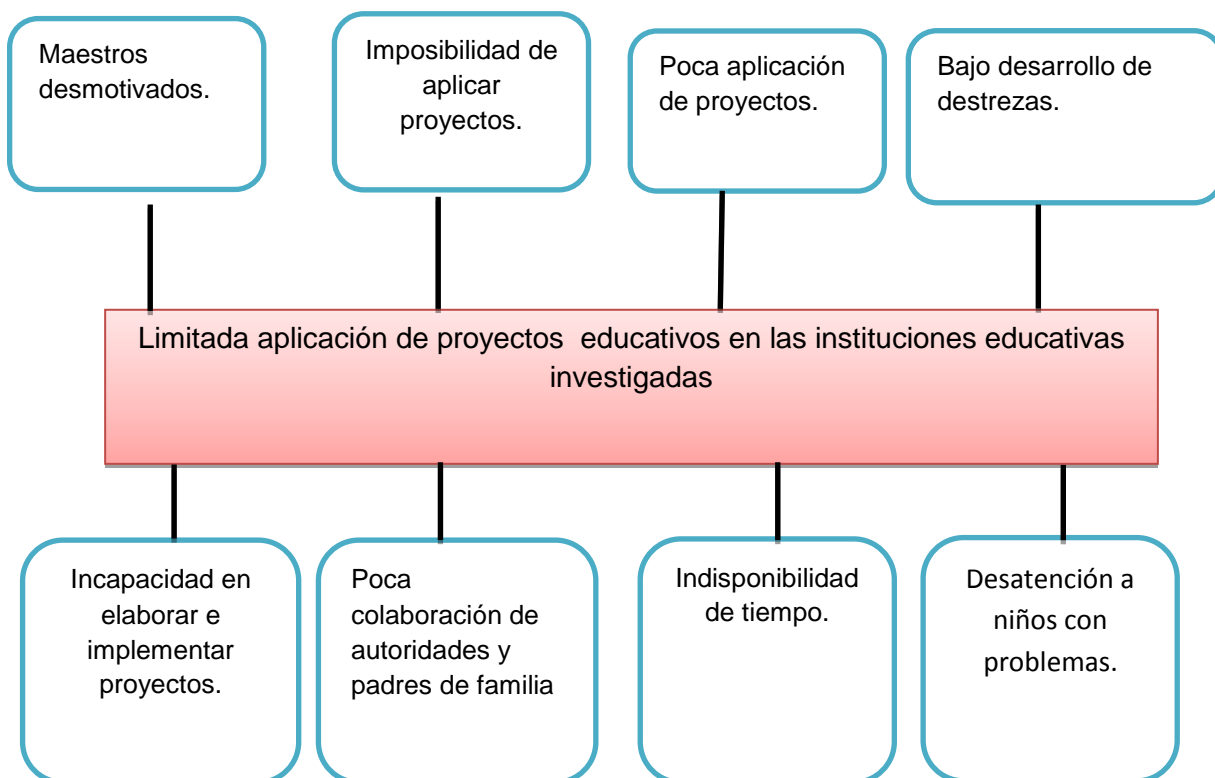 Maestros
desmotivados.
Imposibilidad de
aplicar
proyectos.
Poca aplicación
de proyectos.
Bajo desarrollo de
destrezas.
Limitada aplicación de proyectos  educativos en las instituciones educativas
investigadas
Incapacidad en
elaborar e
implementar
proyectos.
Poca
colaboración de
autoridades y
padres de familia
Indisponibilidad
de tiempo.
Desatención a
niños con
problemas.